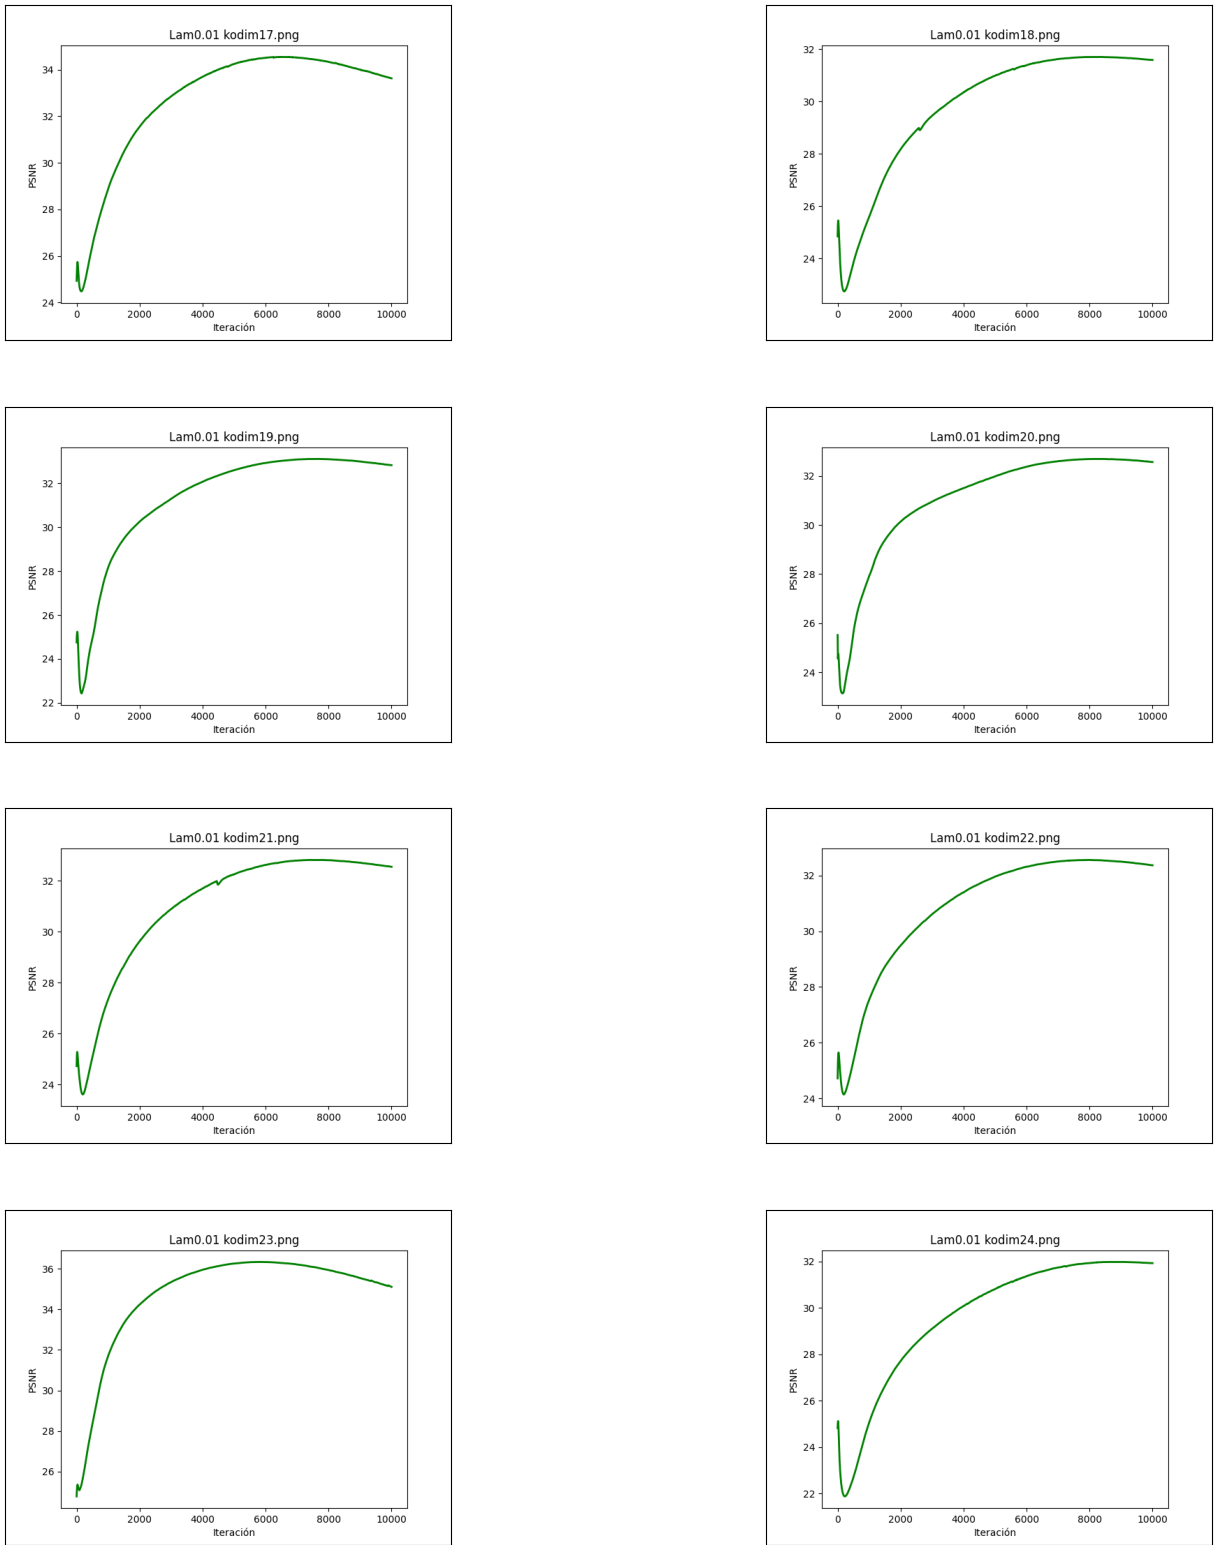 Lam0.01 kodim17.png
34
32
30
28
26
24
PSNR
0 2000 4000 6000 8000 10000
Iteración
Lam0.01 kodim18.png
32
30
28
26
24
PSNR
0 2000 4000 6000 8000 10000
Iteración
Lam0.01 kodim19.png
32
30
28
26
24
22
PSNR
0 2000 4000 6000 8000 10000
Iteración
Lam0.01 kodim20.png
32
30
28
26
24
PSNR
0 2000 4000 6000 8000 10000
Iteración
Lam0.01 kodim21.png
32
30
28
26
24
PSNR
0 2000 4000 6000 8000 10000
Iteración
Lam0.01 kodim22.png
32
30
28
26
24
PSNR
0 2000 4000 6000 8000 10000
Iteración
Lam0.01 kodim23.png
36
34
32
30
28
26
PSNR
0 2000 4000 6000 8000 10000
Iteración
Lam0.01 kodim24.png
32
30
28
26
24
22
PSNR
0 2000 4000 6000 8000 10000
Iteración